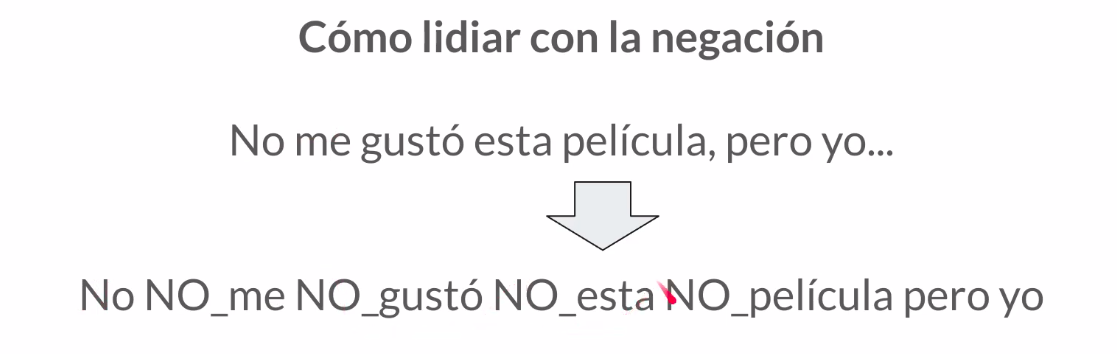 Cómo lidiar con la negación
No me gustó esta película, pero yo...
No NO_me NO_gustó NO_esta NO_película pero yo